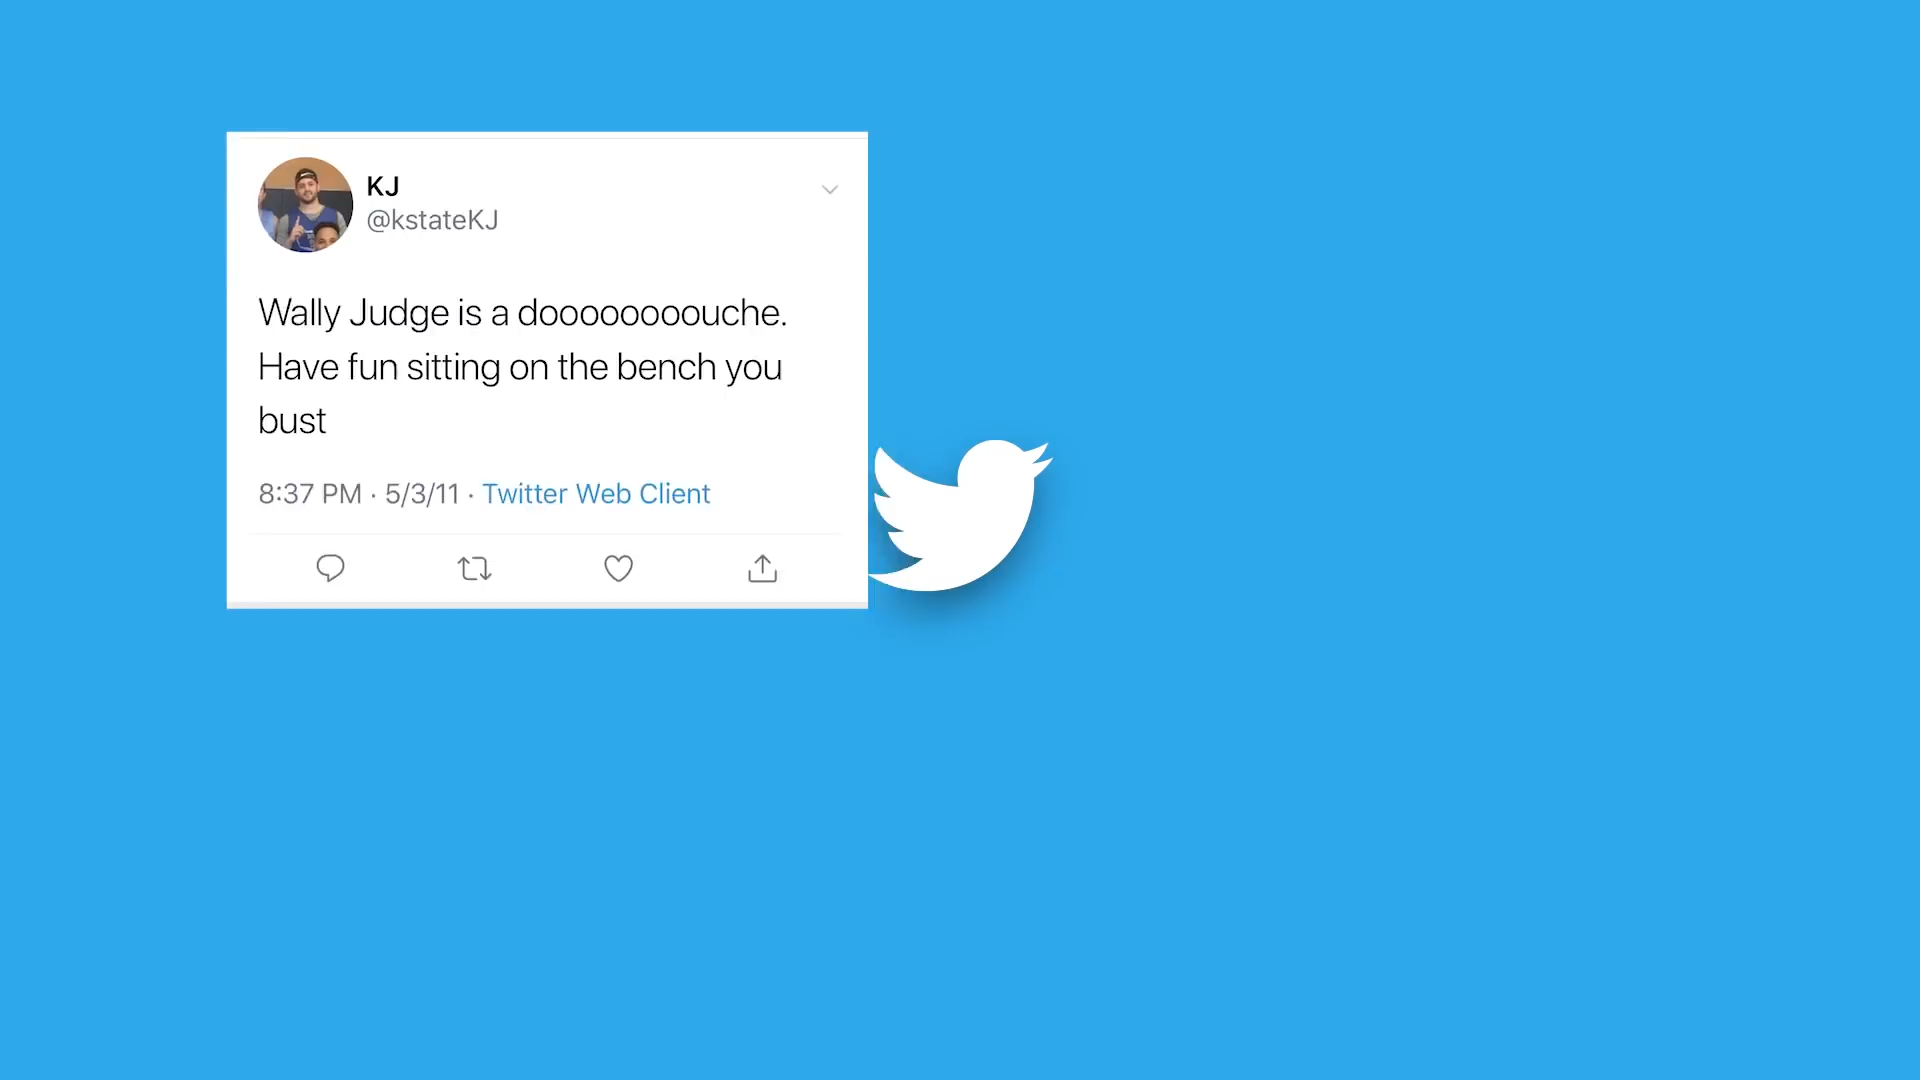 KJ
@kstateKJ
Wally Judge is a doooooooouche.
Have fun sitting on the bench you
bust
8:37 PM · 5/3/11 · Twitter Web Client